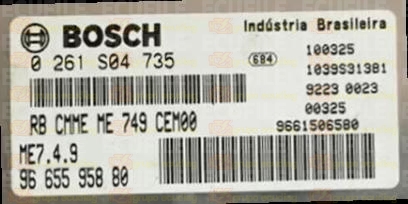 BOSCH
Indústria Brasileira
0 261 S04 735
684
100325
1039S31381
9223 0023
00325
RB CMME ME 749 CEM00
9661506580
ME7.4.9
96 655 958 80